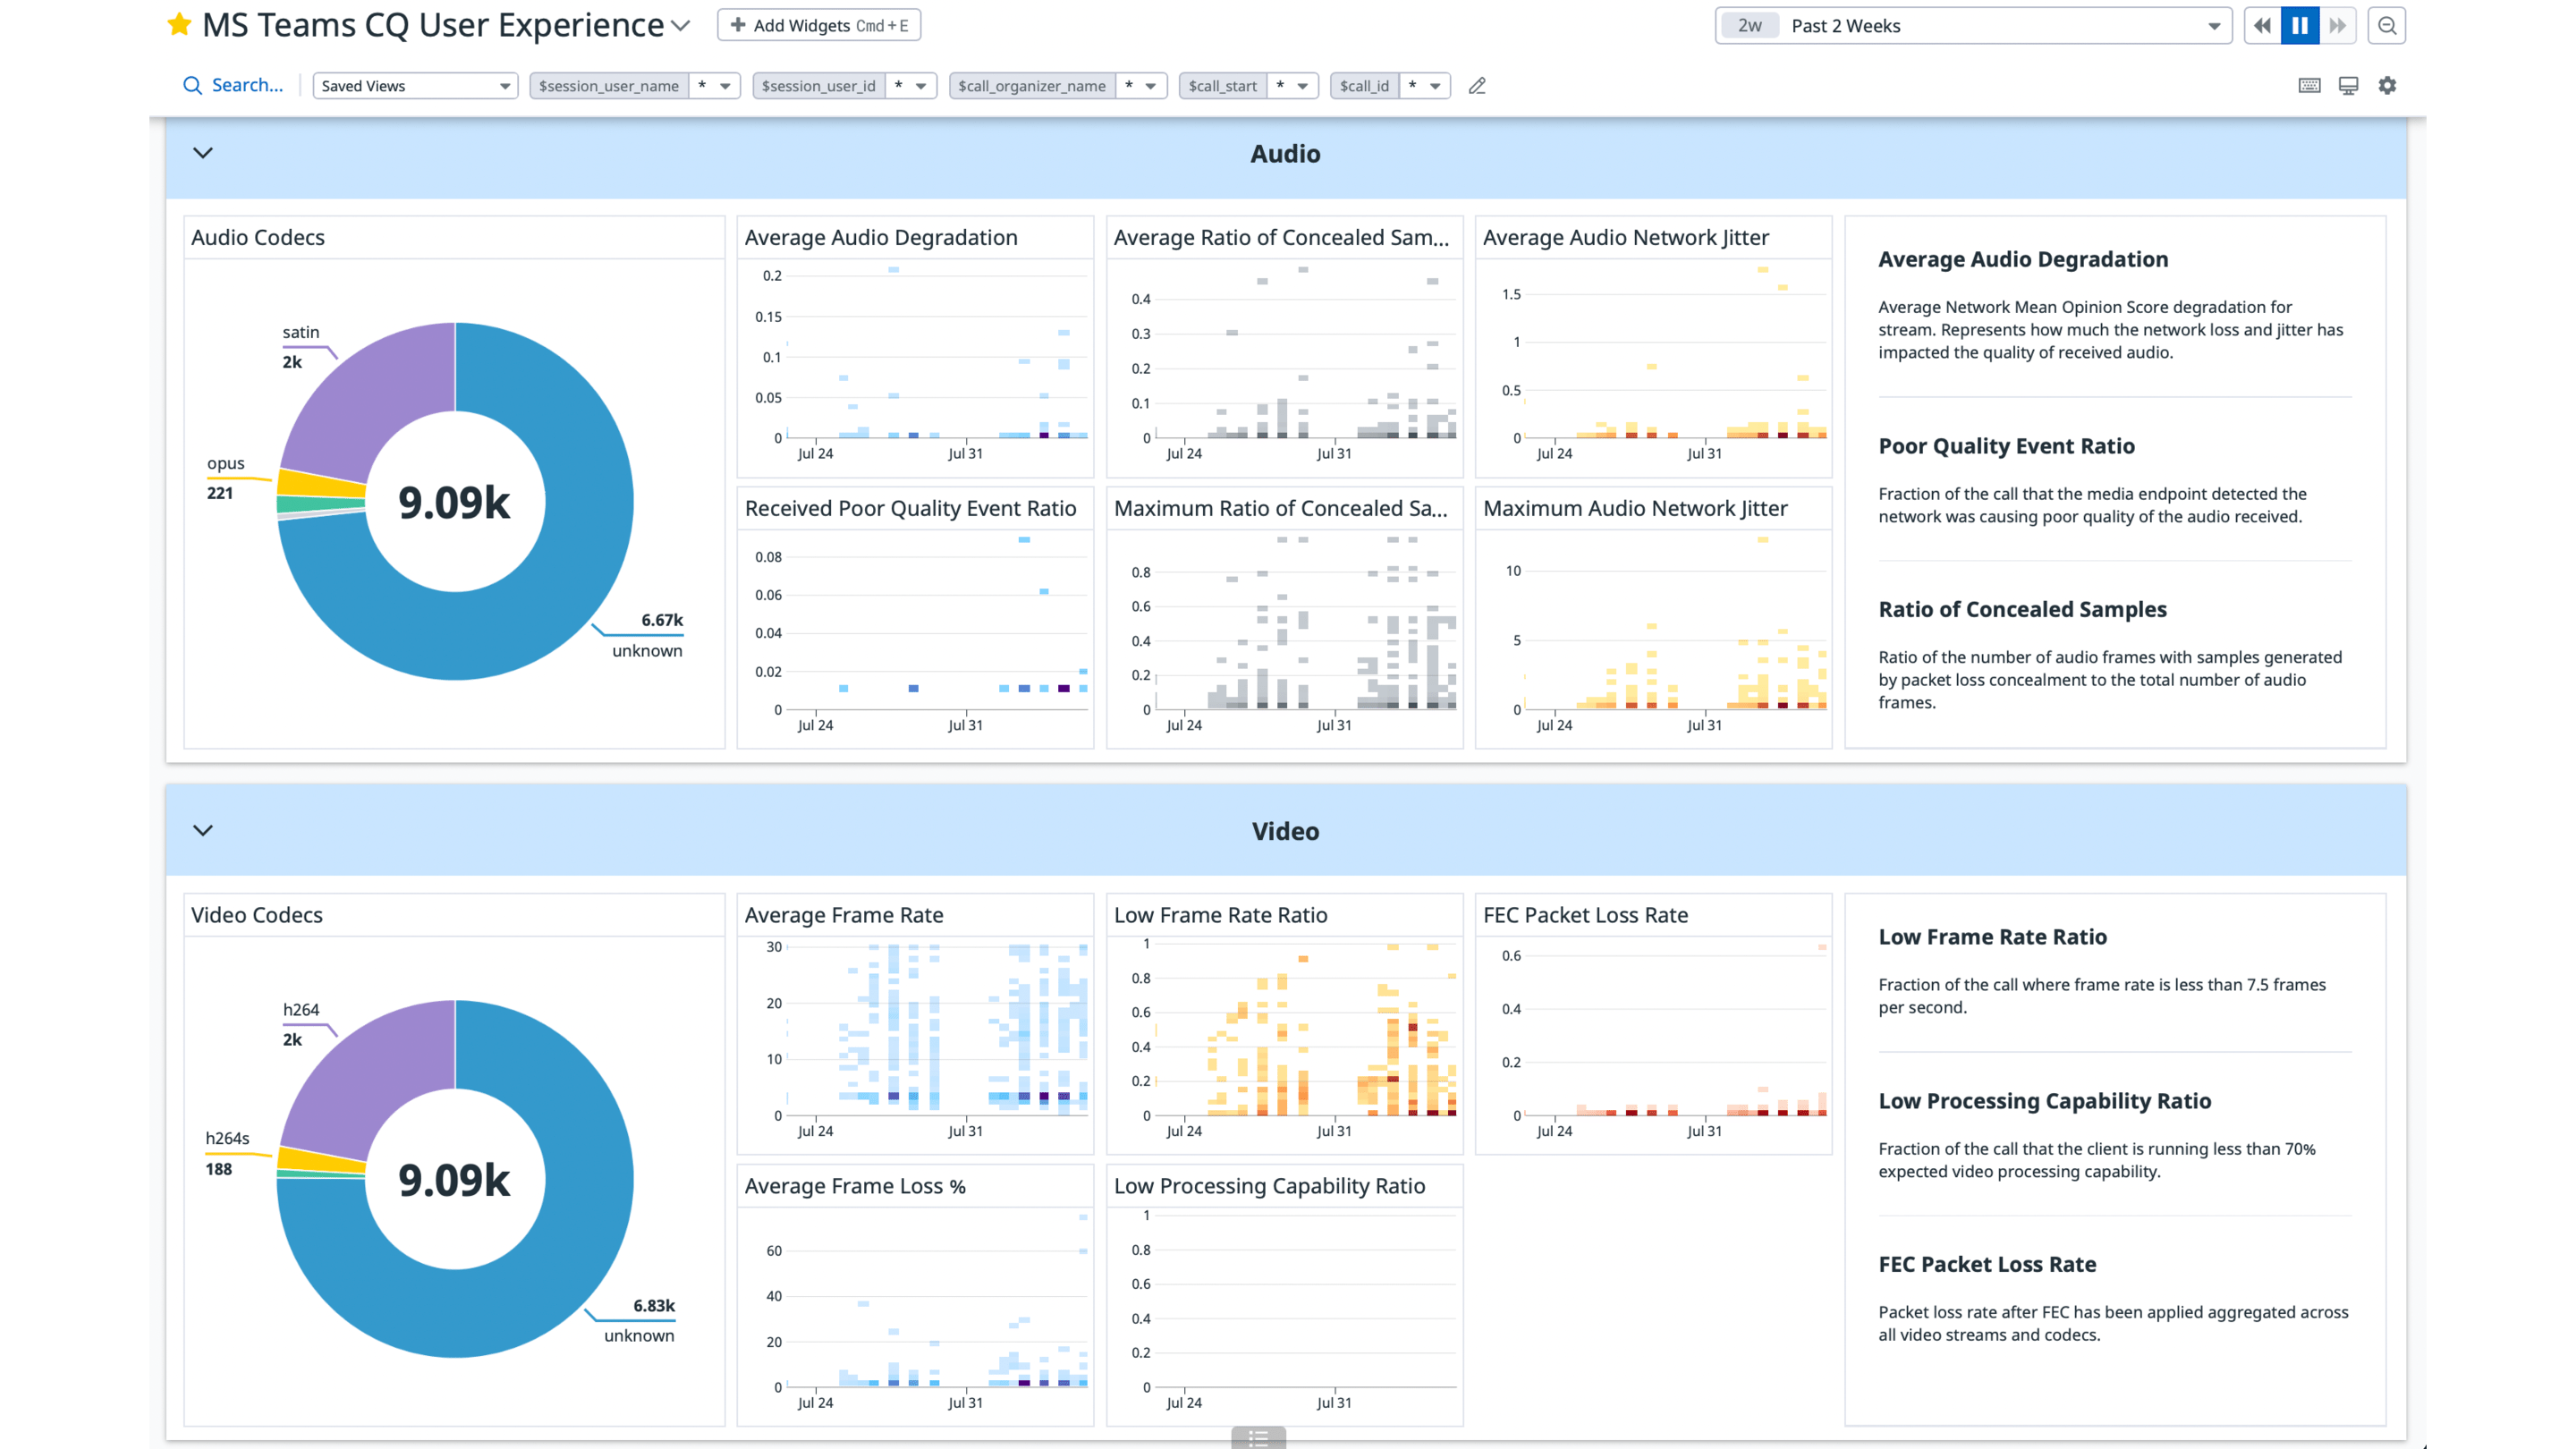 MS Teams CQ User Experience
Add Widgets Cmd+E
2w Past 2 Weeks
Search...
Saved Views
$session_user_name *
$session_user_id *
$call_organizer_name *
$call_start *
$call_id *
Audio
Audio Codecs
satin
2k
opus
221
9.09k
6.67k
unknown
Average Audio Degradation
0.2
0.15
0.1
0.05
0
Jul 24
Jul 31
Average Ratio of Concealed Sam...
0.4
0.3
0.2
0.1
0
Jul 24
Jul 31
Average Audio Network Jitter
1.5
1
0.5
0
Jul 24
Jul 31
Received Poor Quality Event Ratio
0.08
0.06
0.04
0.02
0
Jul 24
Jul 31
Maximum Ratio of Concealed Sa...
0.8
0.6
0.4
0.2
0
Jul 24
Jul 31
Maximum Audio Network Jitter
10
5
0
Jul 24
Jul 31
Average Audio Degradation
Average Network Mean Opinion Score degradation for
stream. Represents how much the network loss and jitter has
impacted the quality of received audio.
Poor Quality Event Ratio
Fraction of the call that the media endpoint detected the
network was causing poor quality of the audio received.
Ratio of Concealed Samples
Ratio of the number of audio frames with samples generated
by packet loss concealment to the total number of audio
frames.
Video
Video Codecs
h264
2k
h264s
188
9.09k
6.83k
unknown
Average Frame Rate
30
20
10
0
Jul 24
Jul 31
Low Frame Rate Ratio
1
0.8
0.6
0.4
0.2
0
Jul 24
Jul 31
FEC Packet Loss Rate
0.6
0.4
0.2
0
Jul 24
Jul 31
Average Frame Loss %
60
40
20
0
Jul 24
Jul 31
Low Processing Capability Ratio
1
0.8
0.6
0.4
0.2
0
Jul 24
Jul 31
Low Frame Rate Ratio
Fraction of the call where frame rate is less than 7.5 frames
per second.
Low Processing Capability Ratio
Fraction of the call that the client is running less than 70%
expected video processing capability.
FEC Packet Loss Rate
Packet loss rate after FEC has been applied aggregated across
all video streams and codecs.